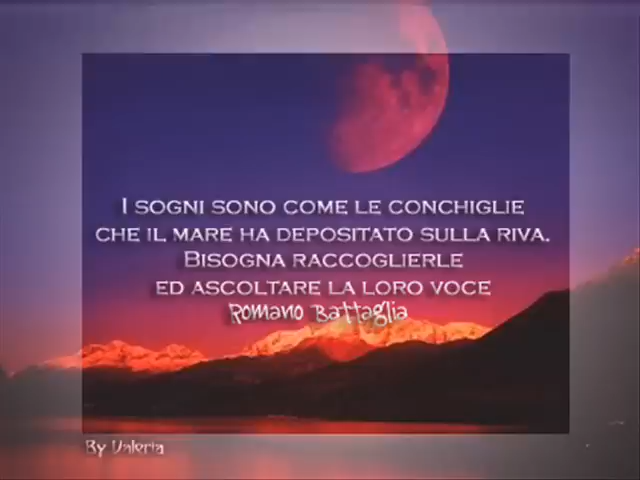 I SOGNI SONO COME LE CONCHIGLIE
CHE IL MARE HA DEPOSITATO SULLA RIVA.
BISOGNA RACCOGLIERLE
ED ASCOLTARE LA LORO VOCE
Romano Battaglia
By Valeria